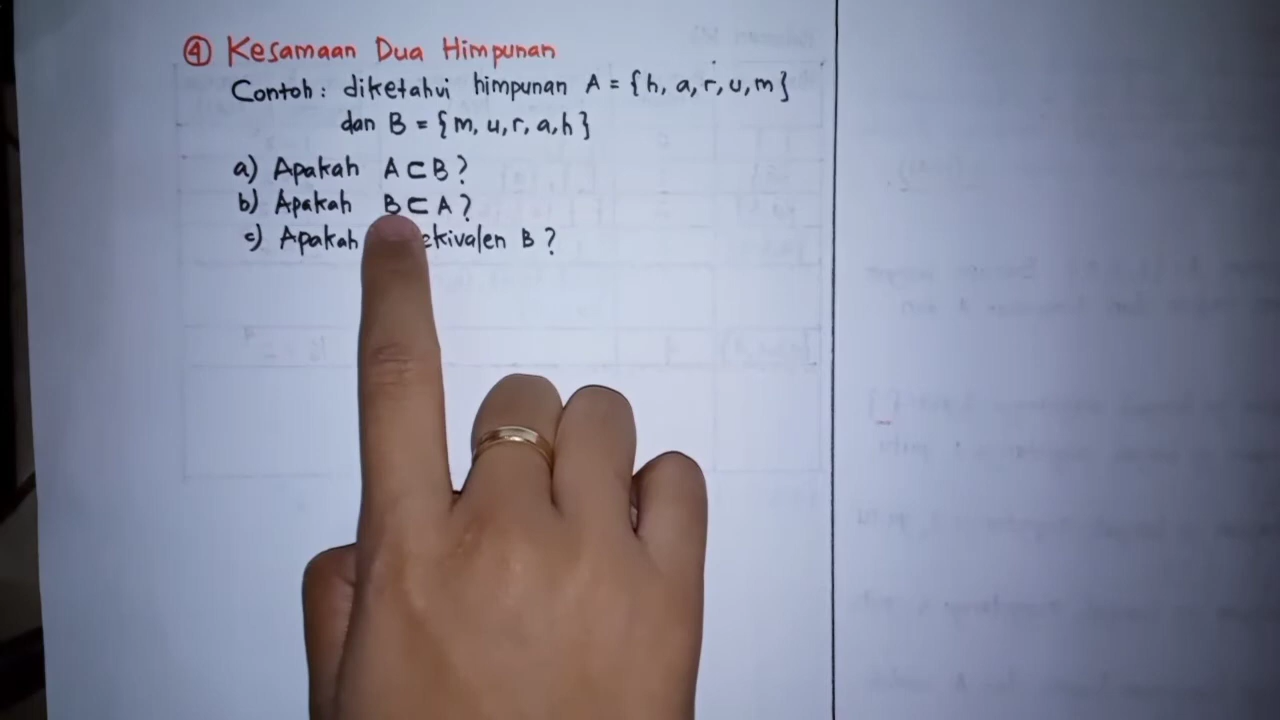 ④ Kesamaan Dua Himpunan
Contoh : diketahui himpunan A = {h, a, r, u, m}
dan B = {m, u, r, a, h}
a) Apakah A ⊂ B ?
b) Apakah B ⊂ A ?
c) Apakah ekivalen B ?